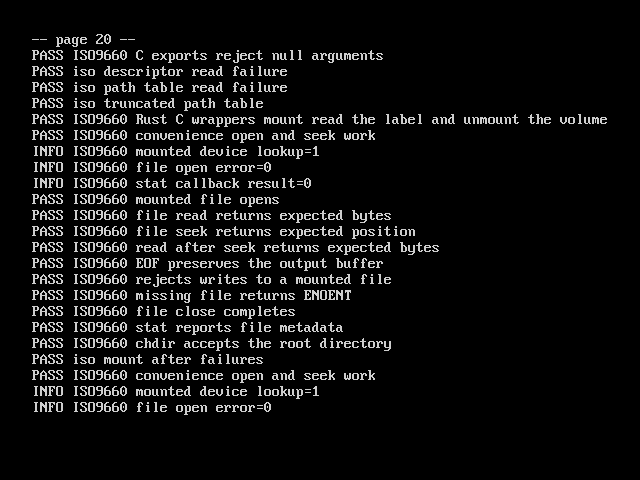 -- page 20 --
PASS ISO9660 C exports reject null arguments
PASS iso descriptor read failure
PASS iso path table read failure
PASS iso truncated path table
PASS ISO9660 Rust C wrappers mount read the label and unmount the volume
PASS ISO9660 convenience open and seek work
INFO ISO9660 mounted device lookup=1
INFO ISO9660 file open error=0
INFO ISO9660 stat callback result=0
PASS ISO9660 mounted file opens
PASS ISO9660 file read returns expected bytes
PASS ISO9660 file seek returns expected position
PASS ISO9660 read after seek returns expected bytes
PASS ISO9660 EOF preserves the output buffer
PASS ISO9660 rejects writes to a mounted file
PASS ISO9660 missing file returns ENOENT
PASS ISO9660 file close completes
PASS ISO9660 stat reports file metadata
PASS ISO9660 chdir accepts the root directory
PASS iso mount after failures
PASS ISO9660 convenience open and seek work
INFO ISO9660 mounted device lookup=1
INFO ISO9660 file open error=0